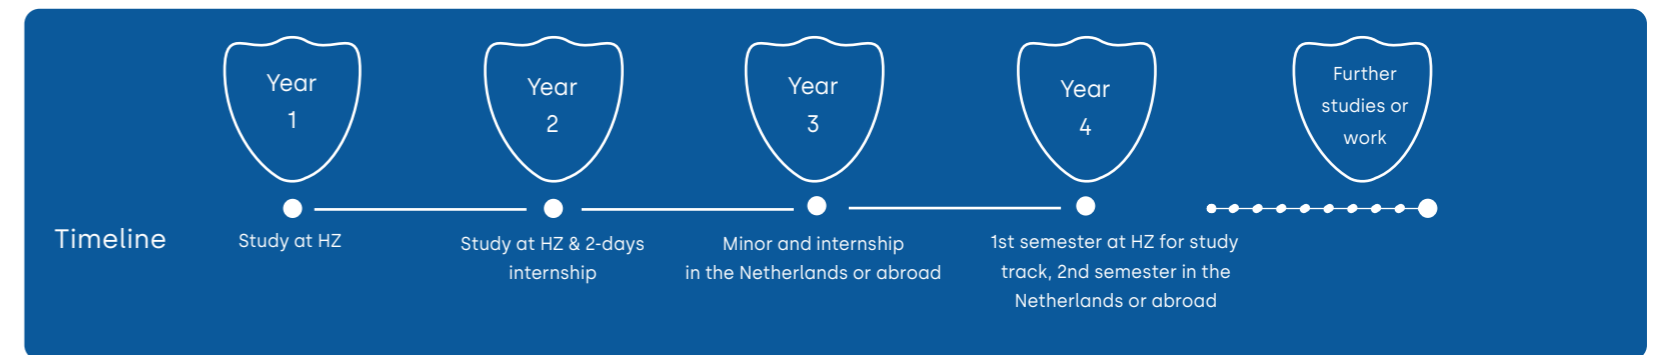 Year
1
Year
2
Year
3
Year
4
Further
studies or
work
Timeline
Study at HZ
Study at HZ & 2-days
internship
Minor and internship
in the Netherlands or abroad
1st semester at HZ for study
track, 2nd semester in the
Netherlands or abroad